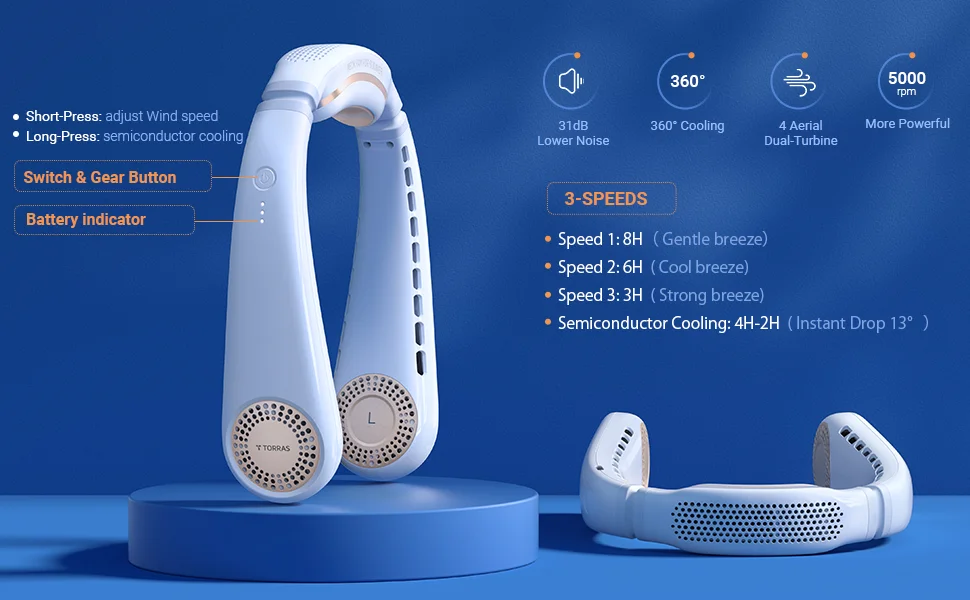 Short-Press: adjust Wind speed
Long-Press: semiconductor cooling
Switch & Gear Button
Battery indicator
TORRAS
L
31dB
Lower Noise
360°
360° Cooling
4 Aerial
Dual-Turbine
5000
rpm
More Powerful
3-SPEEDS
Speed 1: 8H ( Gentle breeze)
Speed 2: 6H ( Cool breeze)
Speed 3: 3H ( Strong breeze)
Semiconductor Cooling: 4H-2H ( Instant Drop 13° )